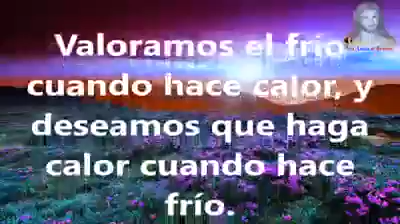 Valoramos el frío
cuando hace calor, y
deseamos que haga
calor cuando hace
frío.